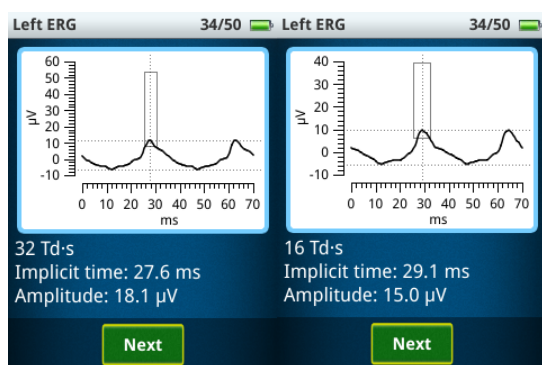 Left ERG 34/50
60
50
40
30
20
10
0
-10
µV
0 10 20 30 40 50 60 70
ms
32 Td·s
Implicit time: 27.6 ms
Amplitude: 18.1 µV
Next
Left ERG 34/50
40
30
20
10
0
-10
µV
0 10 20 30 40 50 60 70
ms
16 Td·s
Implicit time: 29.1 ms
Amplitude: 15.0 µV
Next